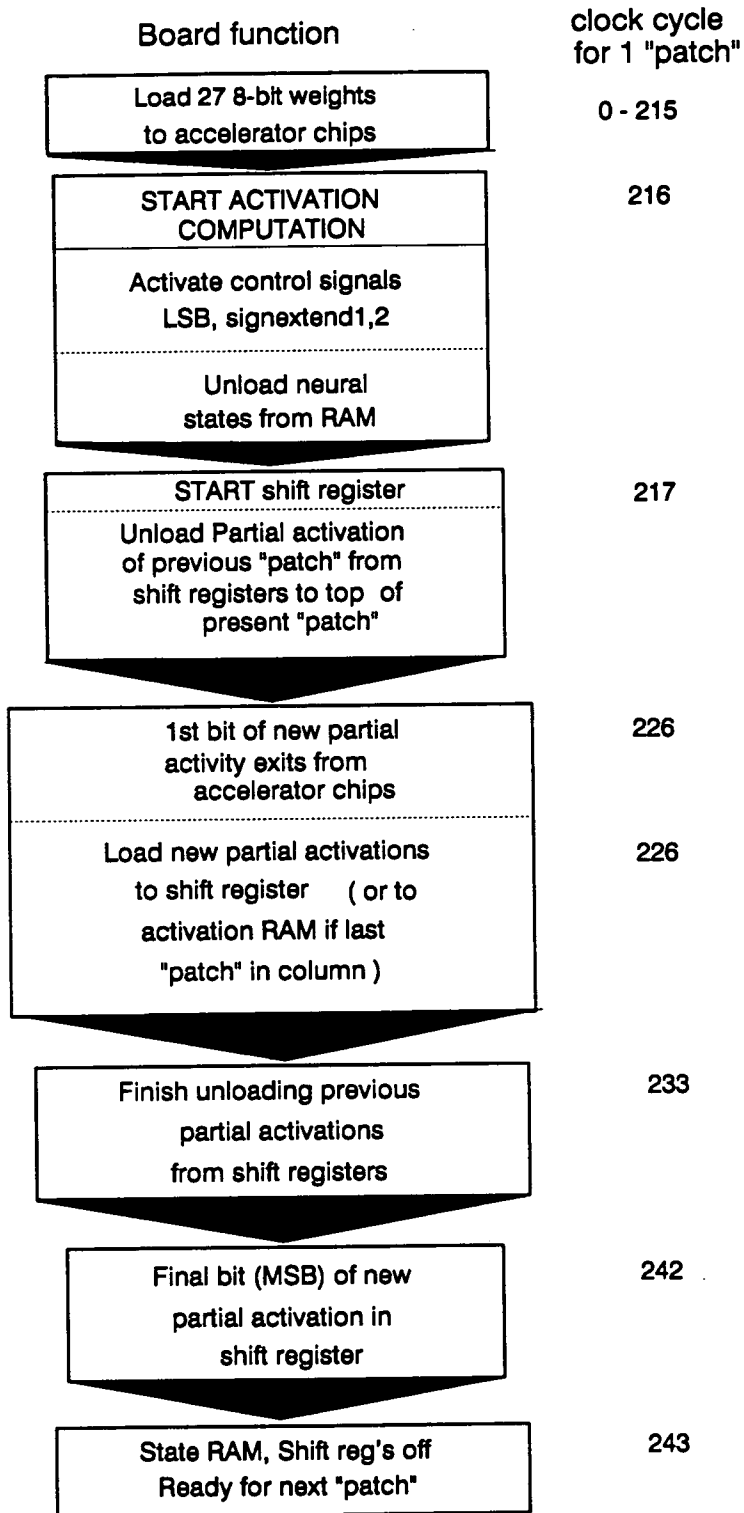 Board function
clock cycle
for 1 "patch"
Load 27 8-bit weights
to accelerator chips
0 - 215
START ACTIVATION
COMPUTATION
216
Activate control signals
LSB, signextend1,2
Unload neural
states from RAM
START shift register
217
Unload Partial activation
of previous "patch" from
shift registers to top of
present "patch"
1st bit of new partial
activity exits from
accelerator chips
226
Load new partial activations
to shift register ( or to
activation RAM if last
"patch" in column )
226
Finish unloading previous
partial activations
from shift registers
233
Final bit (MSB) of new
partial activation in
shift register
242
State RAM, Shift reg's off
Ready for next "patch"
243